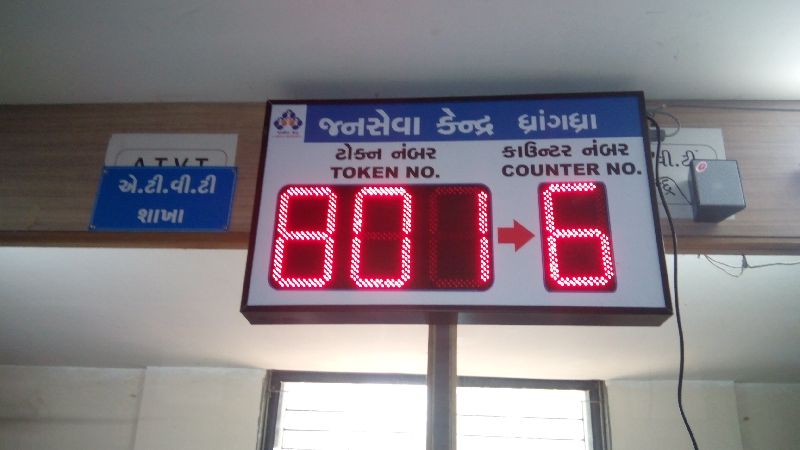 જનસેવા કેન્દ્ર ધ્રાંગધ્રા
ટોકન નંબર
TOKEN NO.
કાઉન્ટર નંબર
COUNTER NO.
801
6
A.T.V.T
એ.ટી.વી.ટી
શાખા